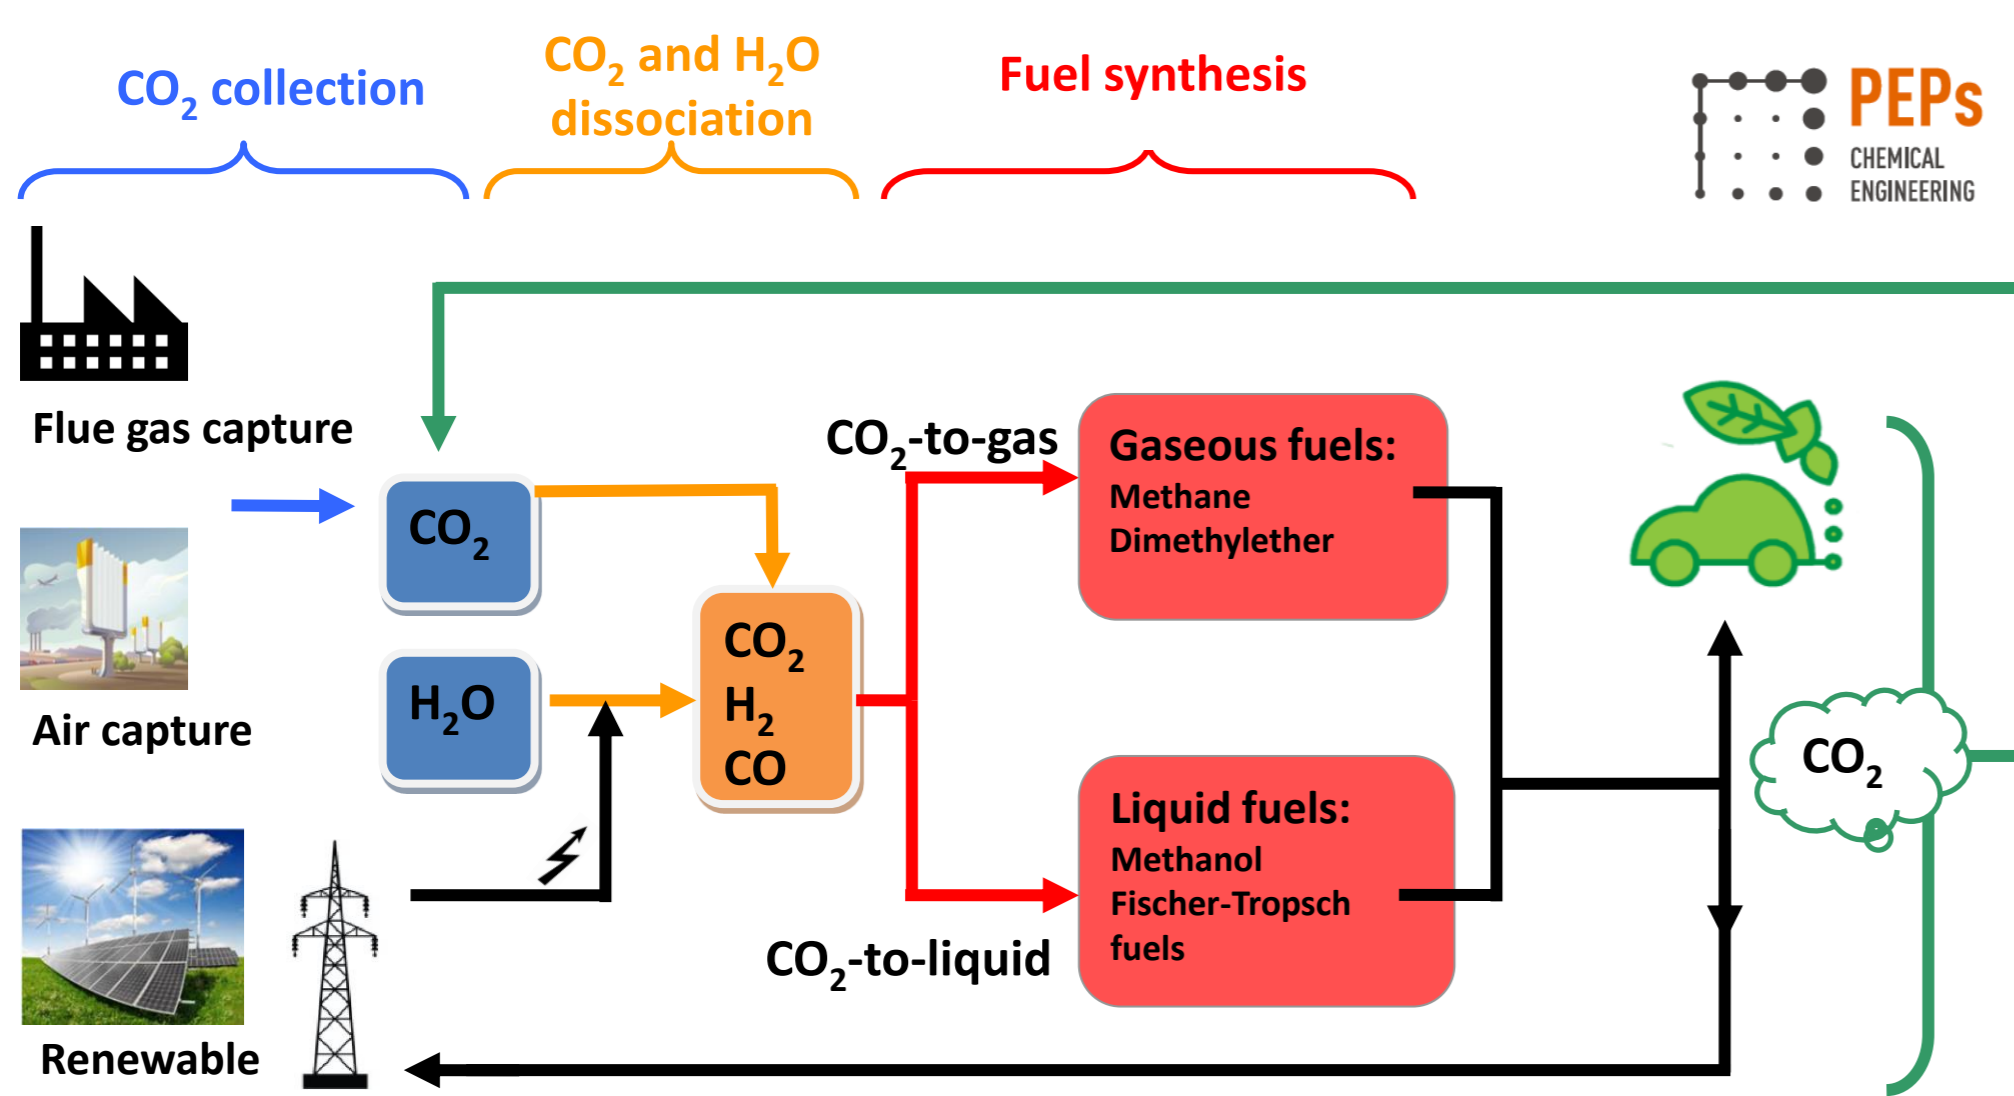 CO₂ collection
CO₂ and H₂O
dissociation
Fuel synthesis
PEPs
CHEMICAL
ENGINEERING
Flue gas capture
Air capture
Renewable
CO₂
H₂O
CO₂
H₂
CO
CO₂-to-gas
Gaseous fuels:
Methane
Dimethylether
CO₂-to-liquid
Liquid fuels:
Methanol
Fischer-Tropsch
fuels
CO₂